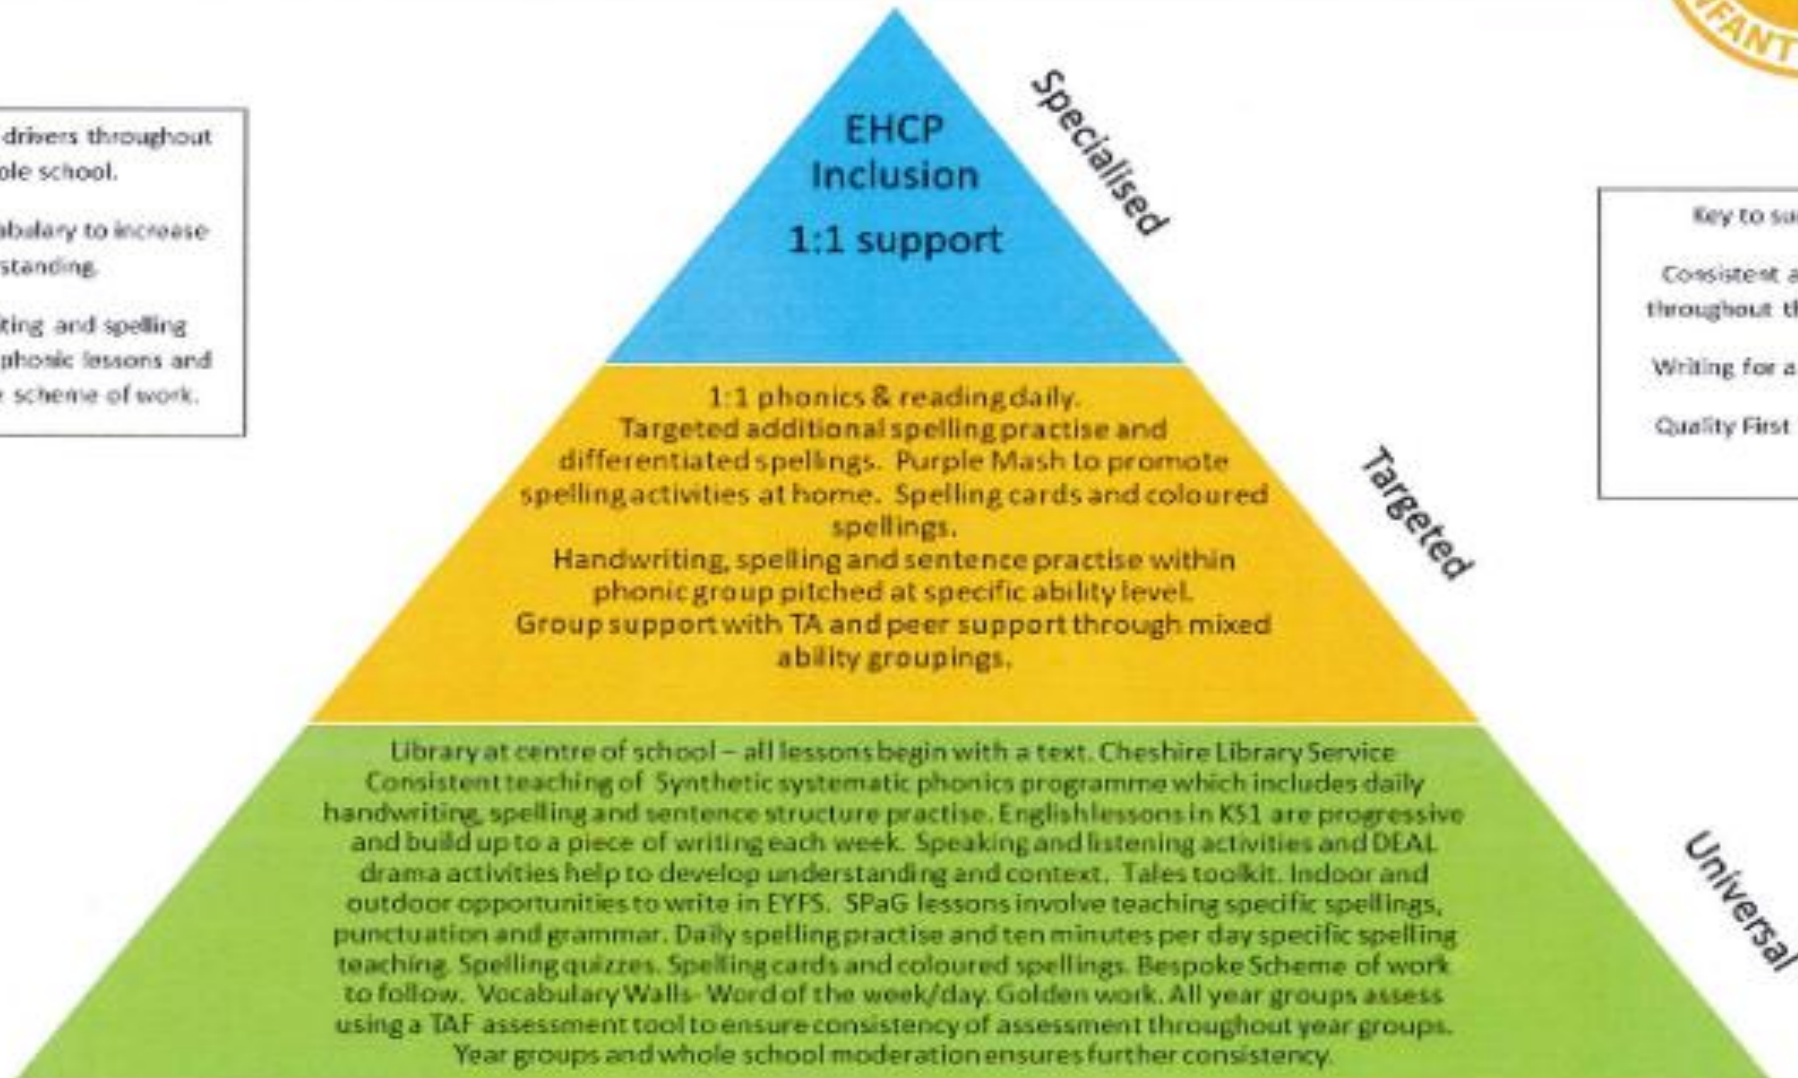 drivers throughout
school.
to increase
and spelling
phonic lessons and
scheme of work.
EHCP
Inclusion
1:1 support
Specialised
1:1 phonics & reading daily.
Targeted additional spelling practise and
differentiated spellings. Purple Mash to promote
spelling activities at home. Spelling cards and coloured
spellings.
Handwriting, spelling and sentence practise within
phonic group pitched at specific ability level.
Group support with TA and peer support through mixed
ability groupings.
Targeted
Library at centre of school – all lessons begin with a text. Cheshire Library Service
Consistent teaching of Synthetic systematic phonics programme which includes daily
handwriting, spelling and sentence structure practise. English lessons in KS1 are progressive
and build up to a piece of writing each week. Speaking and listening activities and DEAL
drama activities help to develop understanding and context. Tales toolkit. Indoor and
outdoor opportunities to write in EYFS. SPaG lessons involve teaching specific spellings,
punctuation and grammar. Daily spelling practise and ten minutes per day specific spelling
teaching. Spelling quizzes. Spelling cards and coloured spellings. Bespoke Scheme of work
to follow. Vocabulary Walls- Word of the week/day. Golden work. All year groups assess
using a TAF assessment tool to ensure consistency of assessment throughout year groups.
Year groups and whole school moderation ensures further consistency.
Universal
Key to
Consistent
throughout
Writing for a
Quality First